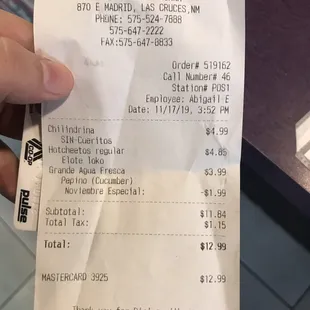 870 E MADRID, LAS CRUCES,NM
PHONE: 575-524-7888
575-647-2222
FAX:575-647-0833
Order# 519162
Call Number# 46
Station# POS1
Employee: Abigail E
Date: 11/17/19, 3:52 PM
Chilindrina $4.99
SIN-Cueritos
Hotcheetos regular $4.85
Elote loko
Grande Agua Fresca $3.99
Pepino (Cucumber)
Noviembre Especial: -$1.99
Subtotal: $11.84
Total Tax: $1.15
Total: $12.99
MASTERCARD 3925 $12.99
CO-OP
pulse